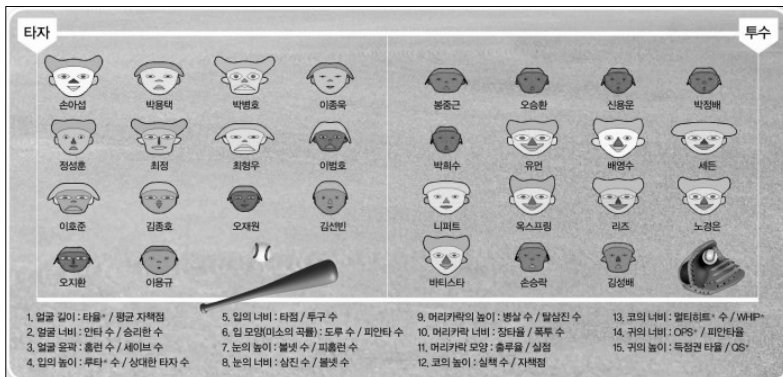 타자
투수
손아섭 박용택 박병호 이종욱
봉중근 오승환 신용운 박정배
정성훈 최정 최형우 이범호
박희수 유먼 배영수 세든
이호준 김종호 오재원 김선빈
니퍼트 옥스프링 리즈 노경은
오지환 이용규
바티스타 손승락 김성배
1. 얼굴 길이 : 타율* / 평균 자책점
2. 얼굴 너비 : 안타 수 / 승리한 수
3. 얼굴 윤곽 : 홈런 수 / 세이브 수
4. 입의 높이 : 루타* 수 / 상대한 타자 수
5. 입의 너비 : 타점 / 투구 수
6. 입 모양(미소의 곡률) : 도루 수 / 피안타 수
7. 눈의 높이 : 볼넷 수 / 피홈런 수
8. 눈의 너비 : 삼진 수 / 볼넷 수
9. 머리카락의 높이 : 병살 수 / 탈삼진 수
10. 머리카락 너비 : 장타율 / 폭투 수
11. 머리카락 모양 : 출루율 / 실점
12. 코의 높이 : 실책 수 / 자책점
13. 코의 너비 : 멀티히트* 수 / WHIP*
14. 귀의 너비 : OPS* / 피안타율
15. 귀의 높이 : 득점권 타율 / QS*